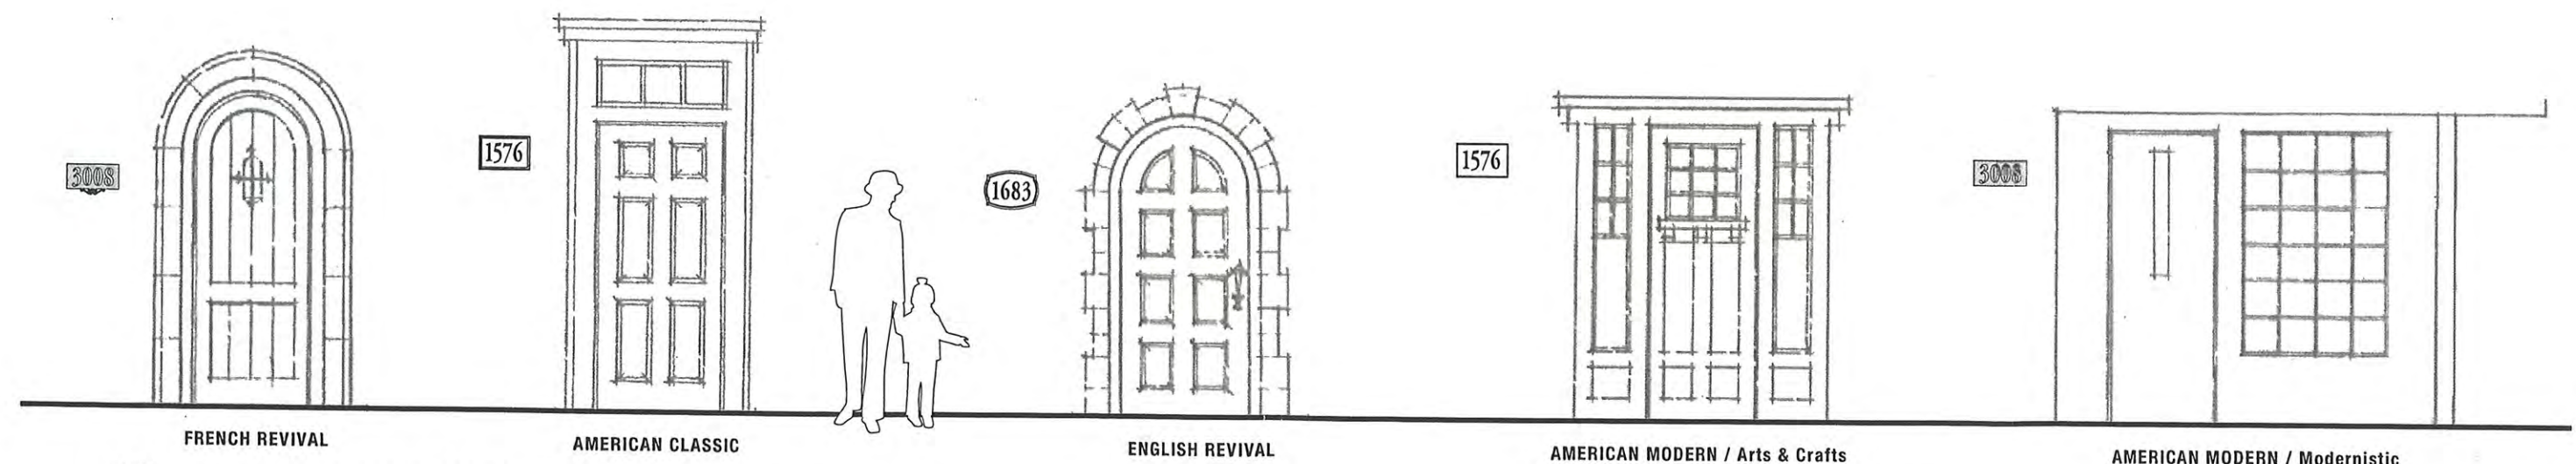 3008
1576
1683
1576
3008
FRENCH REVIVAL
AMERICAN CLASSIC
ENGLISH REVIVAL
AMERICAN MODERN / Arts & Crafts
AMERICAN MODERN / Modernistic